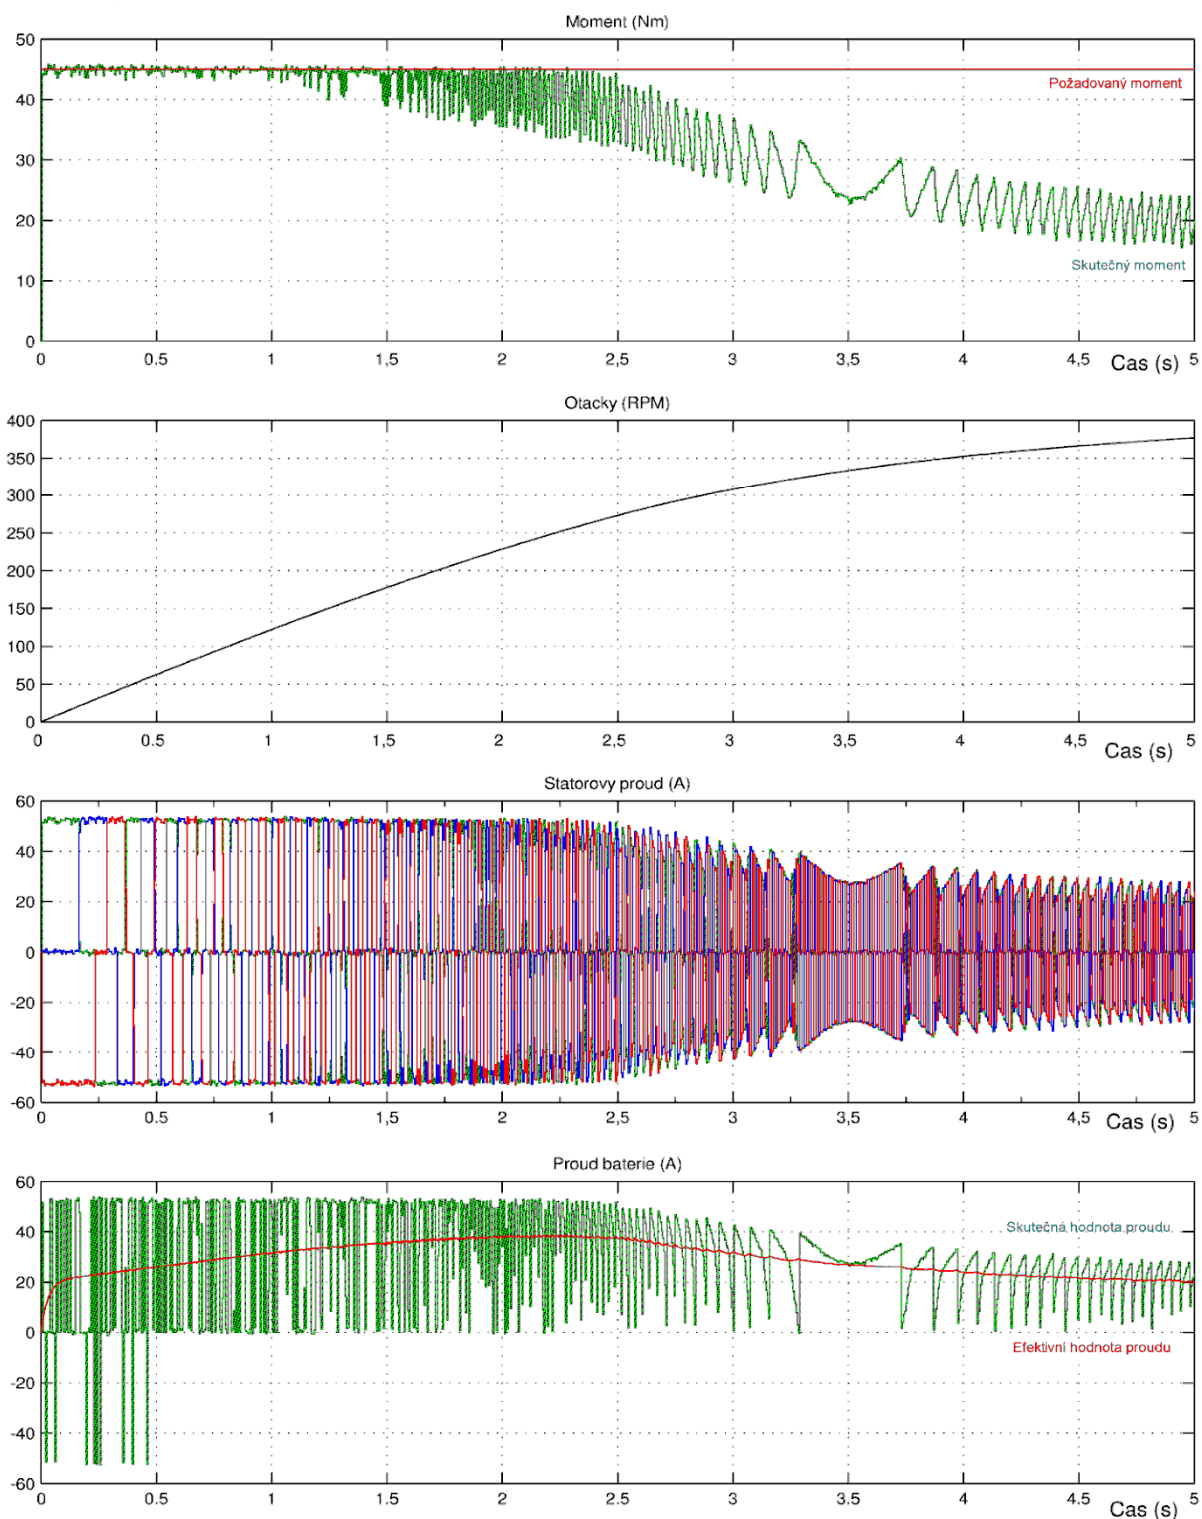 Moment (Nm)
50
40
30
20
10
0
Požadovaný moment
Skutečný moment
0 0.5 1 1,5 2 2,5 3 3,5 4 4,5 5
Cas (s)
Otacky (RPM)
400
350
300
250
200
150
100
50
0
0 0.5 1 1,5 2 2,5 3 3,5 4 4,5 5
Cas (s)
Statorovy proud (A)
60
40
20
0
-20
-40
-60
0 0.5 1 1,5 2 2,5 3 3,5 4 4,5 5
Cas (s)
Proud baterie (A)
60
40
20
0
-20
-40
-60
Skutečná hodnota proudu
Efektivní hodnota proudu
0 0.5 1 1.5 2 2.5 3 3.5 4 4.5 5
Cas (s)